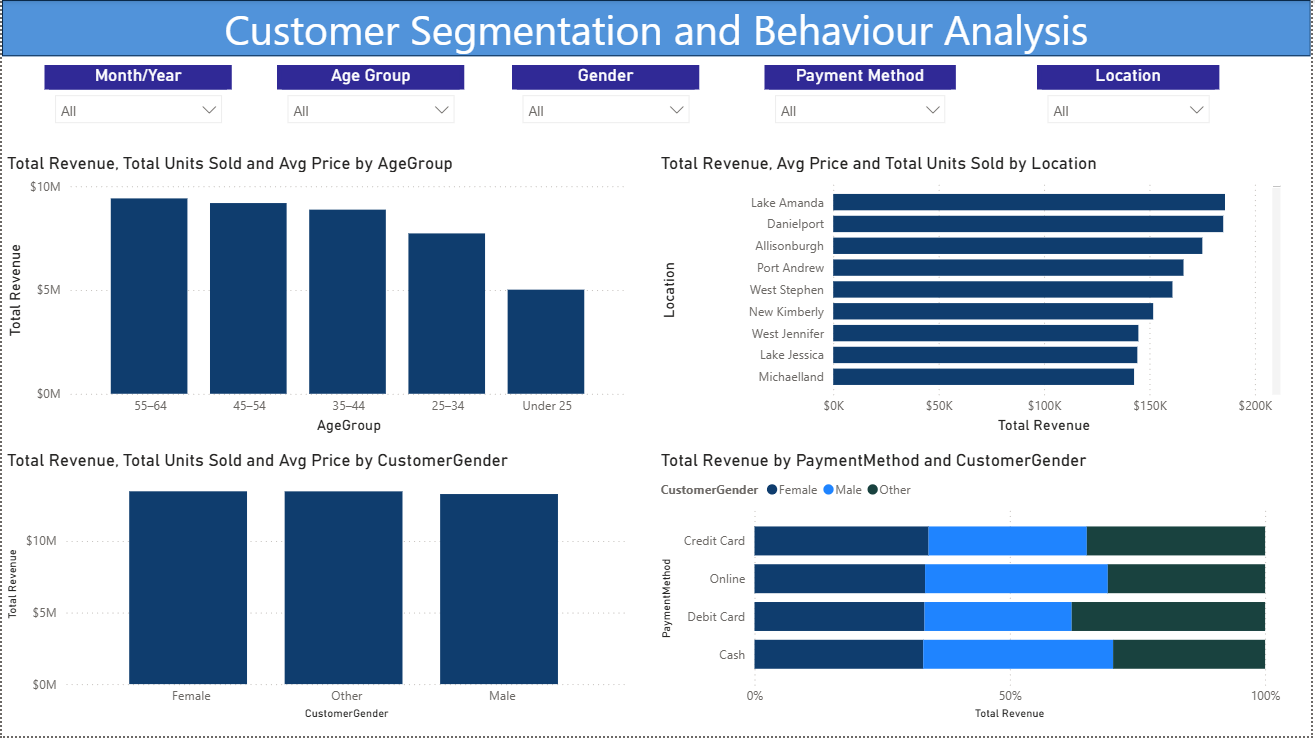 Customer Segmentation and Behaviour Analysis
Month/Year
Age Group
Gender
Payment Method
Location
All
All
All
All
All
Total Revenue, Total Units Sold and Avg Price by AgeGroup
Total Revenue
$10M
$5M
$0M
55–64
45–54
35–44
25–34
Under 25
AgeGroup
Total Revenue, Avg Price and Total Units Sold by Location
Location
Lake Amanda
Danielport
Allisonburgh
Port Andrew
West Stephen
New Kimberly
West Jennifer
Lake Jessica
Michaelland
$0K
$50K
$100K
$150K
$200K
Total Revenue
Total Revenue, Total Units Sold and Avg Price by CustomerGender
Total Revenue
$10M
$5M
$0M
Female
Other
Male
CustomerGender
Total Revenue by PaymentMethod and CustomerGender
CustomerGender Female Male Other
PaymentMethod
Credit Card
Online
Debit Card
Cash
0%
50%
100%
Total Revenue